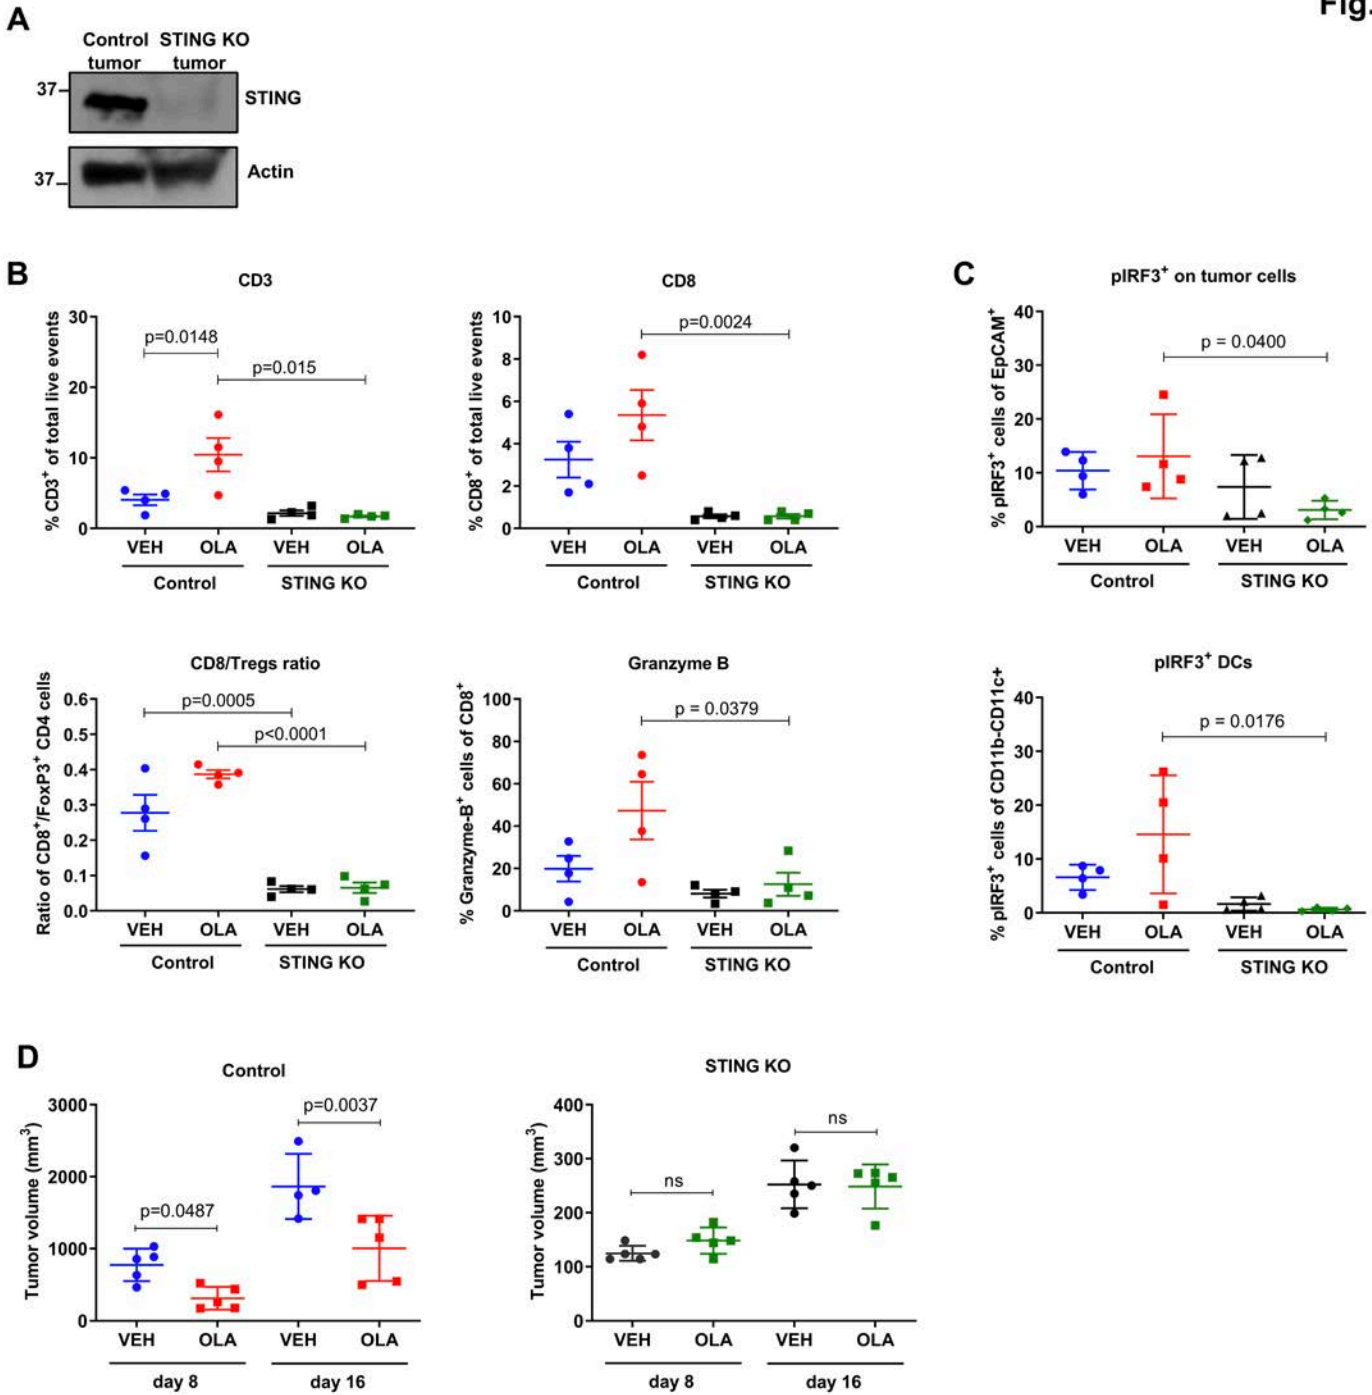 Fig.
A
Control STING KO
tumor tumor
37
STING
37
Actin
B
CD3
% CD3+ of total live events
30
20
10
0
p=0.0148
p=0.015
VEH OLA VEH OLA
Control STING KO
CD8
% CD8+ of total live events
10
8
6
4
2
0
p=0.0024
VEH OLA VEH OLA
Control STING KO
C
pIRF3+ on tumor cells
% pIRF3+ cells of EpCAM+
40
30
20
10
0
p = 0.0400
VEH OLA VEH OLA
Control STING KO
CD8/Tregs ratio
Ratio of CD8+/FoxP3+ CD4 cells
0.6
0.5
0.4
0.3
0.2
0.1
0.0
p=0.0005
p<0.0001
VEH OLA VEH OLA
Control STING KO
Granzyme B
% Granzyme-B+ cells of CD8+
100
80
60
40
20
0
p = 0.0379
VEH OLA VEH OLA
Control STING KO
pIRF3+ DCs
% pIRF3+ cells of CD11b-CD11c+
40
30
20
10
0
p = 0.0176
VEH OLA VEH OLA
Control STING KO
D
Control
Tumor volume (mm3)
3000
2000
1000
0
p=0.0487
p=0.0037
VEH OLA VEH OLA
day 8 day 16
STING KO
Tumor volume (mm3)
400
300
200
100
0
ns
ns
VEH OLA VEH OLA
day 8 day 16